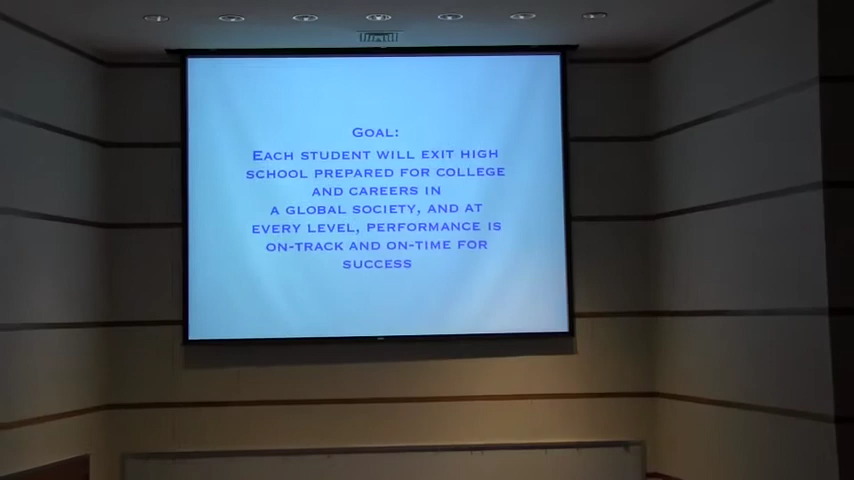 GOAL:
EACH STUDENT WILL EXIT HIGH
SCHOOL PREPARED FOR COLLEGE
AND CAREERS IN
A GLOBAL SOCIETY, AND AT
EVERY LEVEL, PERFORMANCE IS
ON-TRACK AND ON-TIME FOR
SUCCESS